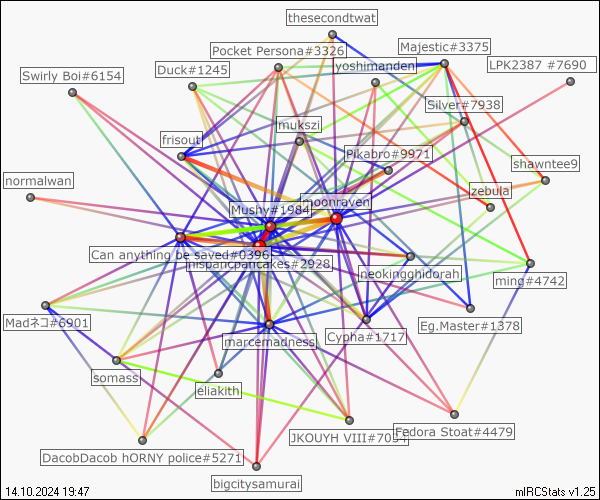 thesecondtwat
Pocket Persona#3326
Majestic#3375
yoshimanden
LPK2387 #7690
Duck#1245
Swirly Boi#6154
Silver#7938
mukszi
frisout
Pikabro#9971
shawntee9
normalwan
zebula
moonraven
Mushy#1984
Can anything be saved#0396
mispancpancakes#2928
neokingghidorah
ming#4742
Madネコ#6901
Eg.Master#1378
Cypha#1717
marcemadness
somass
eliakith
JKOUYH VIII#7054
Fedora Stoat#4479
DacobDacob hORNY police#5271
bigcitysamurai
14.10.2024 19:47
mIRCStats v1.25